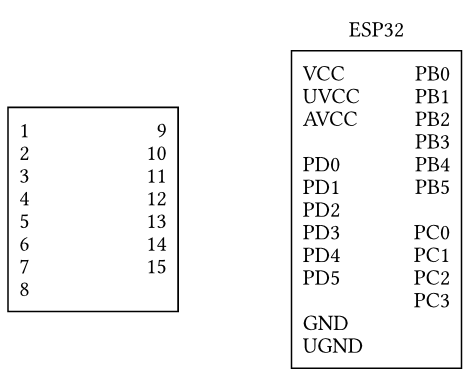 ESP32
1 9
2 10
3 11
4 12
5 13
6 14
7 15
8
VCC PB0
UVCC PB1
AVCC PB2
PB3
PD0 PB4
PD1 PB5
PD2
PD3 PC0
PD4 PC1
PD5 PC2
PC3
GND
UGND